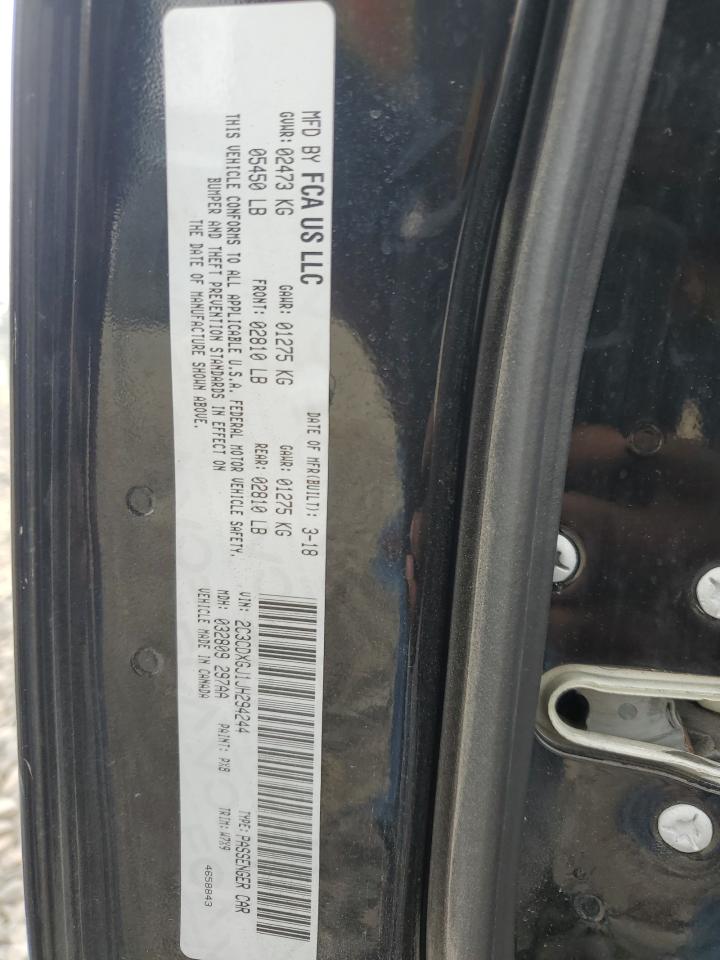 MFD BY FCA US LLC
DATE OF MFR(BUILT): 3-18
GVWR: 02473 KG GAWR: 01275 KG GAWR: 01275 KG
05450 LB FRONT: 02810 LB REAR: 02810 LB
THIS VEHICLE CONFORMS TO ALL APPLICABLE U.S.A. FEDERAL MOTOR VEHICLE SAFETY,
BUMPER AND THEFT PREVENTION STANDARDS IN EFFECT ON
THE DATE OF MANUFACTURE SHOWN ABOVE.
VIN: 2C3CDXGJ1JH294244 TYPE: PASSENGER CAR
MDH: 032809 297AA PAINT: PX8 TRIM: W7X9
VEHICLE MADE IN CANADA 4658843